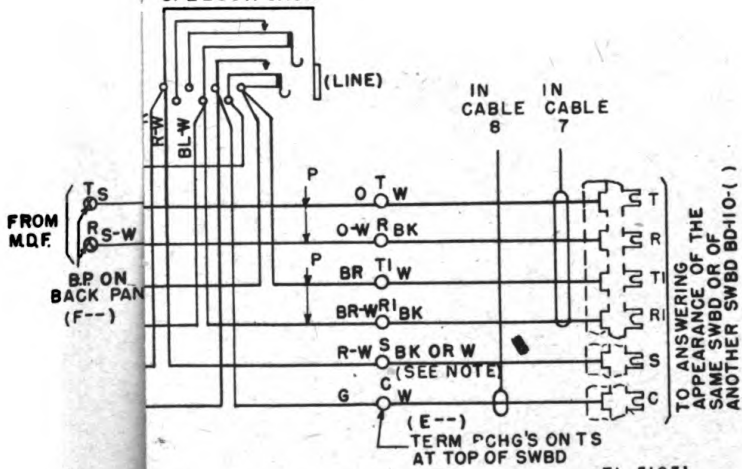 (LINE)
IN CABLE 8
IN CABLE 7
R-W
BL-W
P
T S
O T W
T
FROM M.D.F.
R S-W
O-W R BK
R
P
B.P. ON BACK PAN
(F--)
BR T1 W
T1
BR-W R1 BK
R1
R-W S BK OR W
(SEE NOTE)
S
G C W
C
(E--)
TERM PCHG'S ON TS
AT TOP OF SWBD
TO ANSWERING
APPEARANCE OF THE
SAME SWBD OR OF
ANOTHER SWBD BD-110-( )